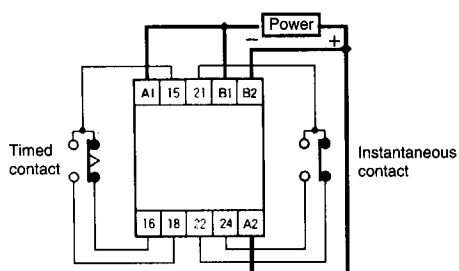 Power
− +
A1 15 21 B1 B2
Timed
contact
Instantaneous
contact
16 18 22 24 A2